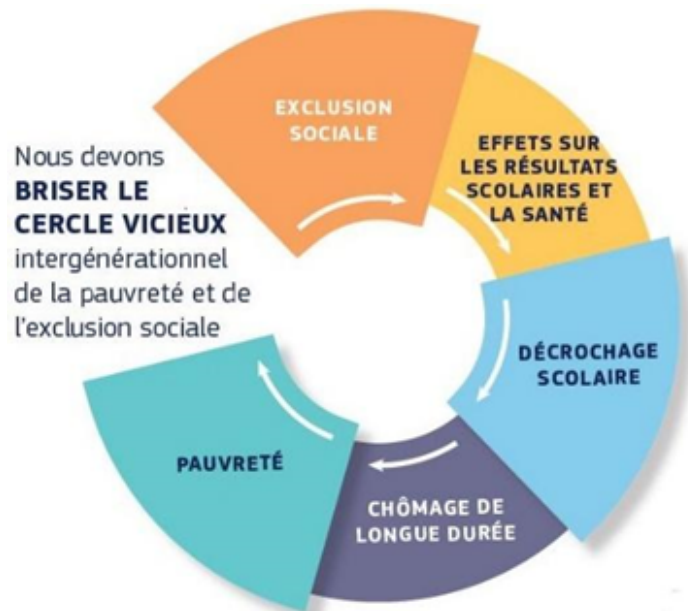 Nous devons
BRISER LE
CERCLE VICIEUX
intergénérationnel
de la pauvreté et de
l'exclusion sociale
EXCLUSION
SOCIALE
EFFETS SUR
LES RÉSULTATS
SCOLAIRES ET
LA SANTÉ
DÉCROCHAGE
SCOLAIRE
CHÔMAGE DE
LONGUE DURÉE
PAUVRETÉ